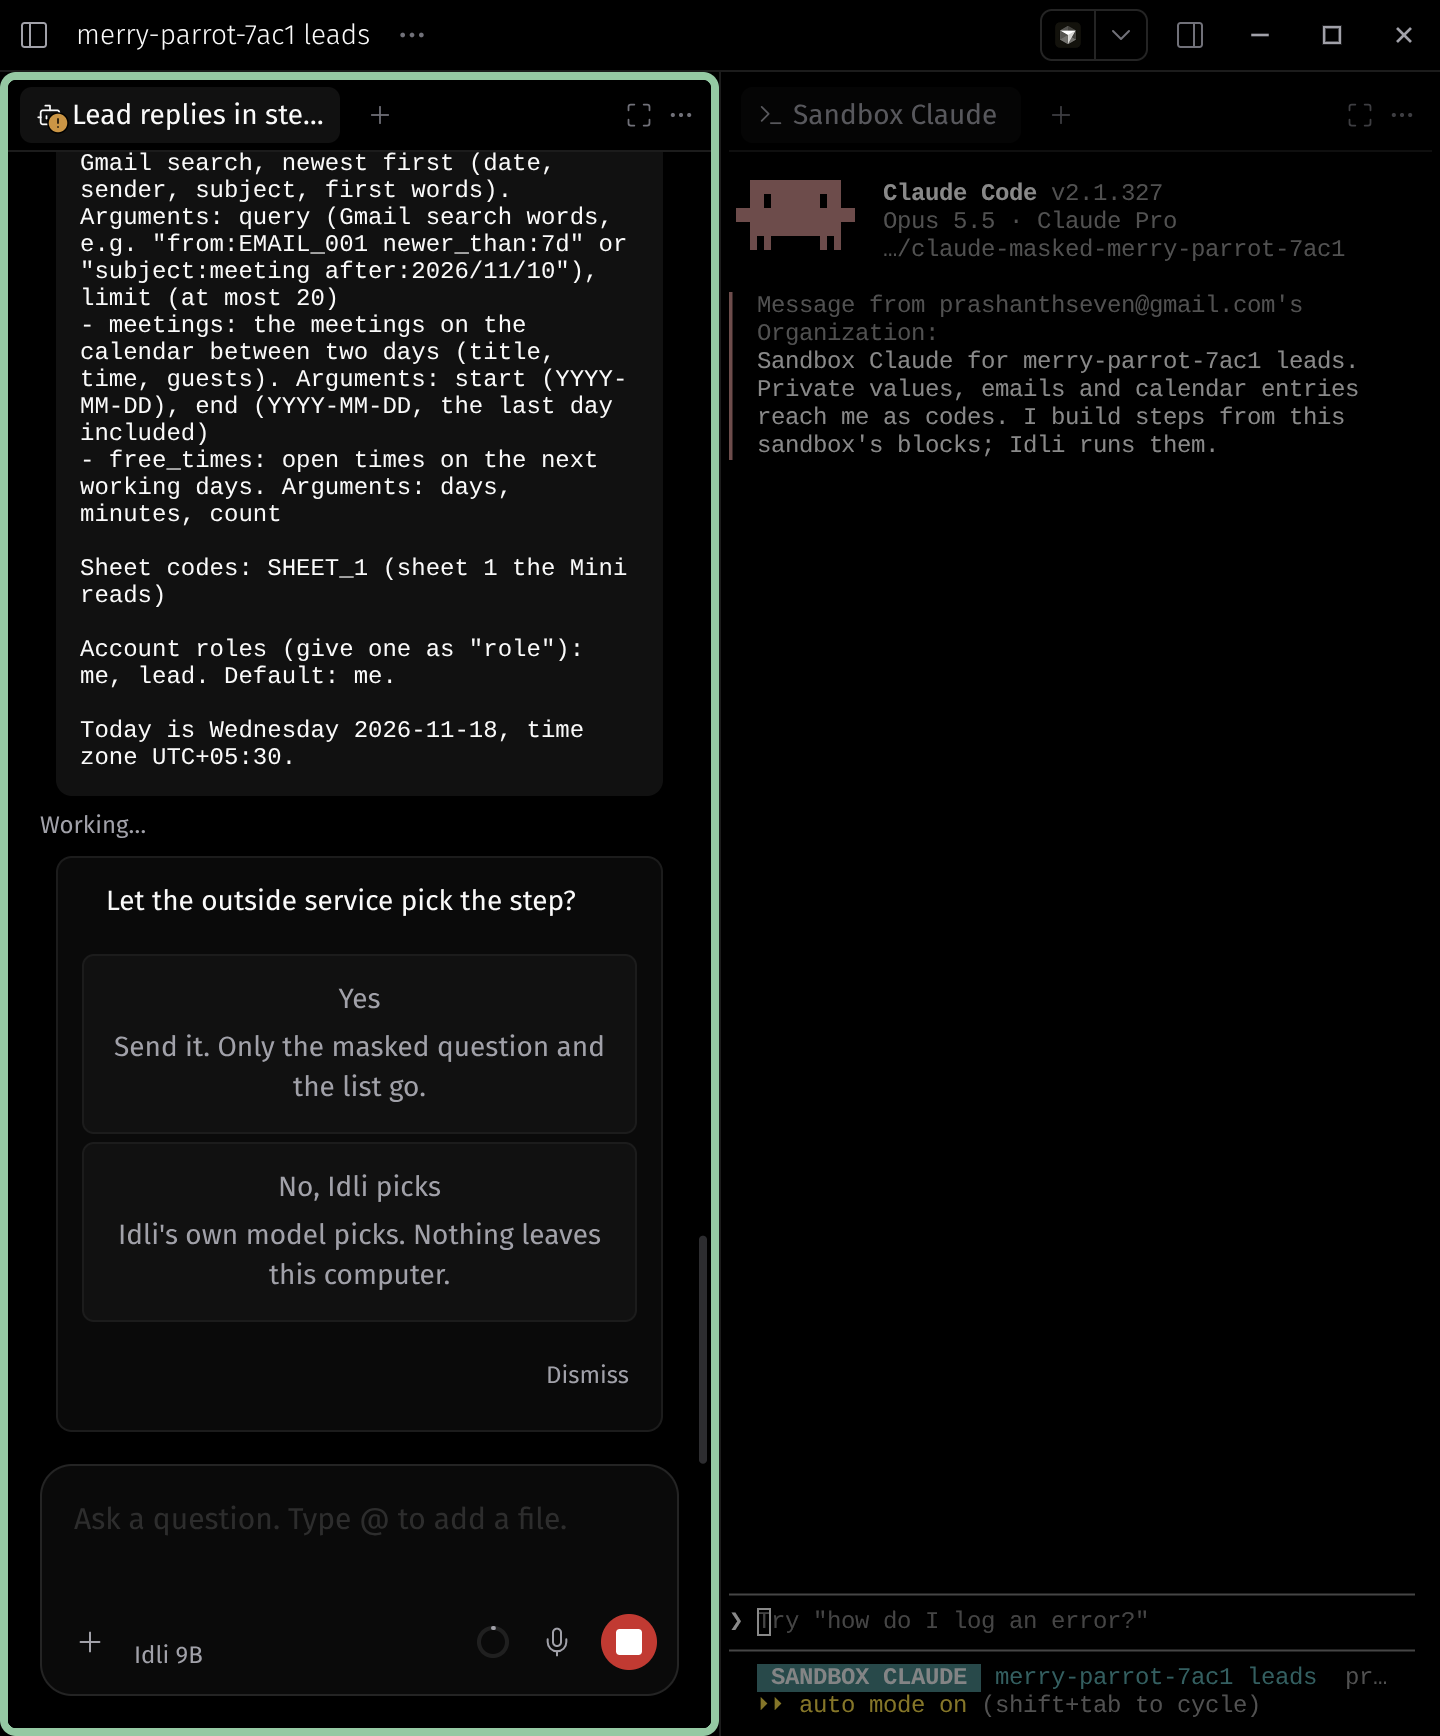 merry-parrot-7ac1 leads
Lead replies in ste...
Gmail search, newest first (date,
sender, subject, first words).
Arguments: query (Gmail search words,
e.g. "from:EMAIL_001 newer_than:7d" or
"subject:meeting after:2026/11/10"),
limit (at most 20)
- meetings: the meetings on the
calendar between two days (title,
time, guests). Arguments: start (YYYY-
MM-DD), end (YYYY-MM-DD, the last day
included)
- free_times: open times on the next
working days. Arguments: days,
minutes, count
Sheet codes: SHEET_1 (sheet 1 the Mini
reads)
Account roles (give one as "role"):
me, lead. Default: me.
Today is Wednesday 2026-11-18, time
zone UTC+05:30.
Working...
Let the outside service pick the step?
Yes
Send it. Only the masked question and
the list go.
No, Idli picks
Idli's own model picks. Nothing leaves
this computer.
Dismiss
Ask a question. Type @ to add a file.
Idli 9B
Sandbox Claude
Claude Code v2.1.327
Opus 5.5 · Claude Pro
…/claude-masked-merry-parrot-7ac1
Message from prashanthseven@gmail.com's
Organization:
Sandbox Claude for merry-parrot-7ac1 leads.
Private values, emails and calendar entries
reach me as codes. I build steps from this
sandbox's blocks; Idli runs them.
❯ Try "how do I log an error?"
SANDBOX CLAUDE merry-parrot-7ac1 leads pr…
⏵⏵ auto mode on (shift+tab to cycle)